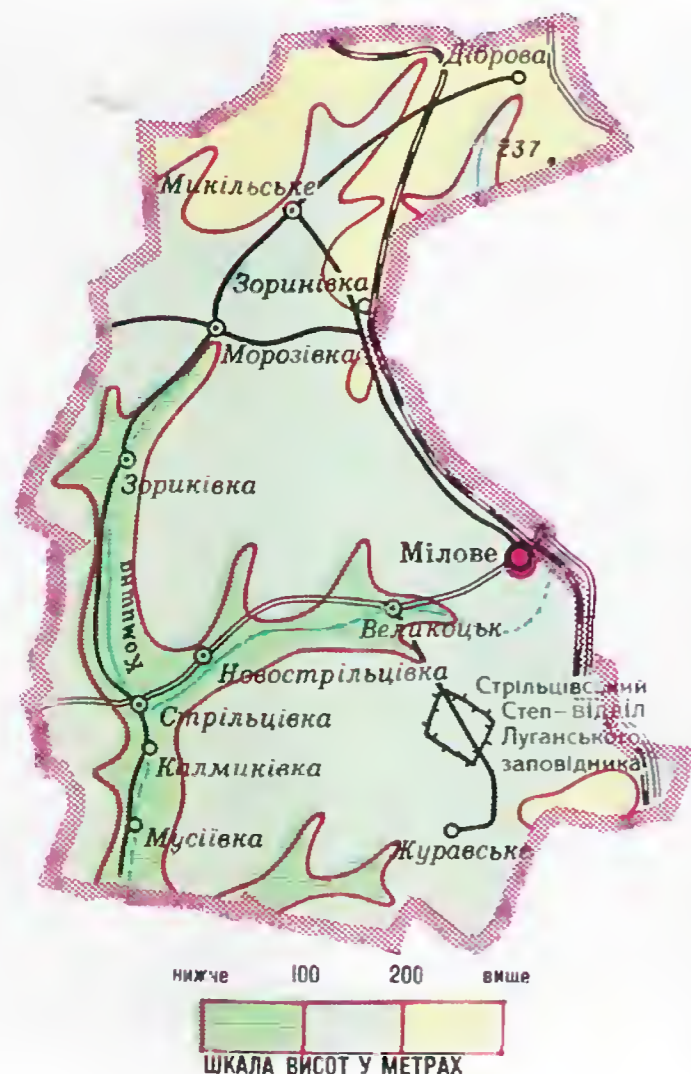 Діброва
237
Микільське
Зоринівка
Морозівка
Зориківка
Мілове
Комишна
Великоцьк
Новострільцівка
Стрільцівський
Степ-відділ
Луганського
заповідника
Стрільцівка
Калмиківка
Мусіївка
Журавське
нижче 100 200 вище
ШКАЛА ВИСОТ У МЕТРАХ